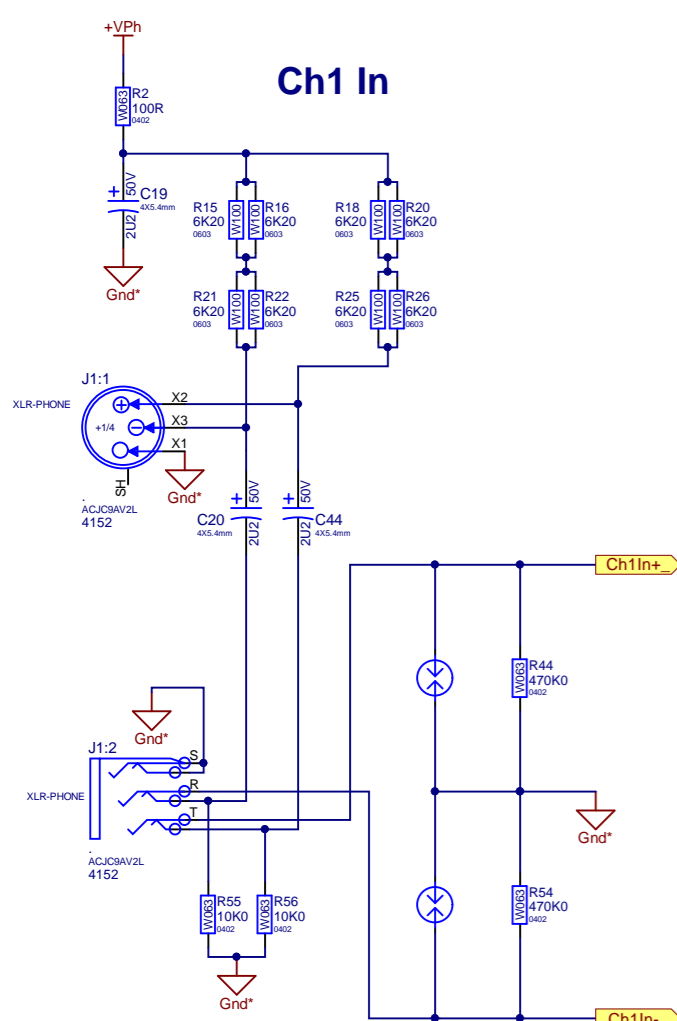 +VPh
Ch1 In
W063
R2
100R
0402
+
50V
C19
4X5.4mm
2U2
Gnd*
R15
6K20
0603
W100
W100
R16
6K20
0603
R18
6K20
0603
W100
W100
R20
6K20
0603
R21
6K20
0603
W100
W100
R22
6K20
0603
R25
6K20
0603
W100
W100
R26
6K20
0603
J1:1
XLR-PHONE
+1/4
X2
X3
X1
SH
Gnd*
.
ACJC9AV2L
4152
+
50V
C20
4X5.4mm
2U2
+
50V
C44
4X5.4mm
2U2
Ch1In+_
W063
R44
470K0
0402
Gnd*
Gnd*
J1:2
S
R
T
XLR-PHONE
.
ACJC9AV2L
4152
W063
R55
10K0
0402
W063
R56
10K0
0402
Gnd*
W063
R54
470K0
0402
Ch1In-